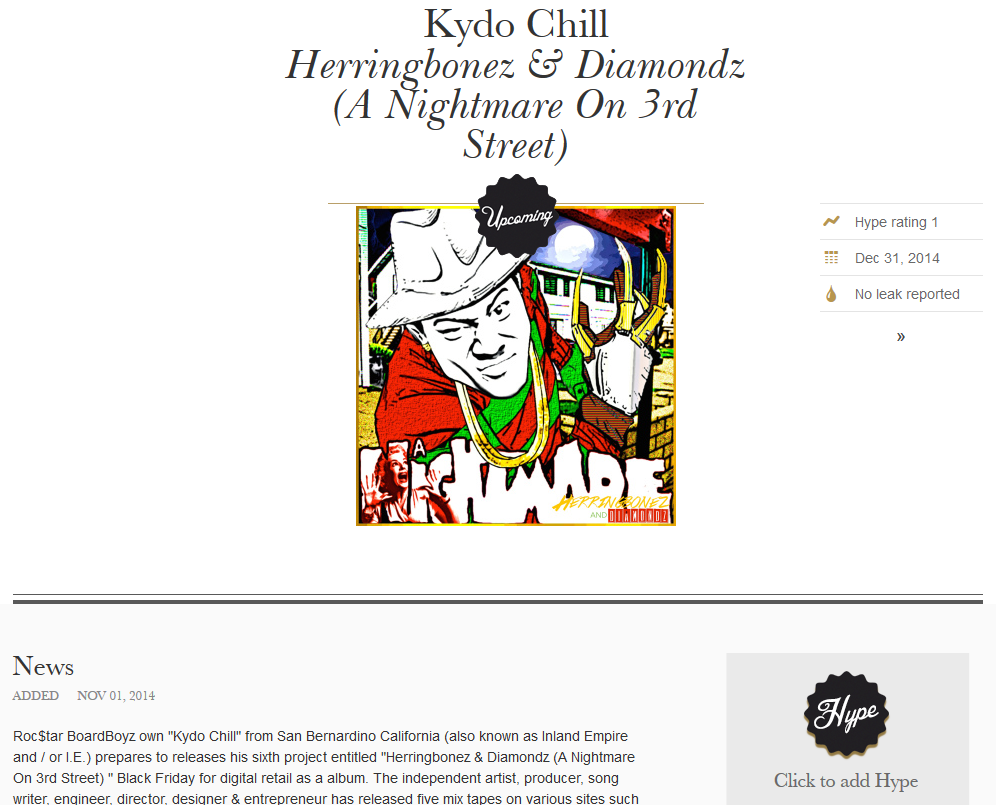 Kydo Chill
Herringbonez & Diamondz
(A Nightmare On 3rd
Street)
Upcoming
Hype rating 1
Dec 31, 2014
No leak reported
»
A
NIGHTMARE
HERRINGBONEZ
AND DIAMONDZ
News
ADDED NOV 01, 2014
Hype
Click to add Hype
Roc$tar BoardBoyz own "Kydo Chill" from San Bernardino California (also known as Inland Empire
and / or I.E.) prepares to releases his sixth project entitled "Herringbonez & Diamondz (A Nightmare
On 3rd Street) " Black Friday for digital retail as a album. The independent artist, producer, song
writer, engineer, director, designer & entrepreneur has released five mix tapes on various sites such